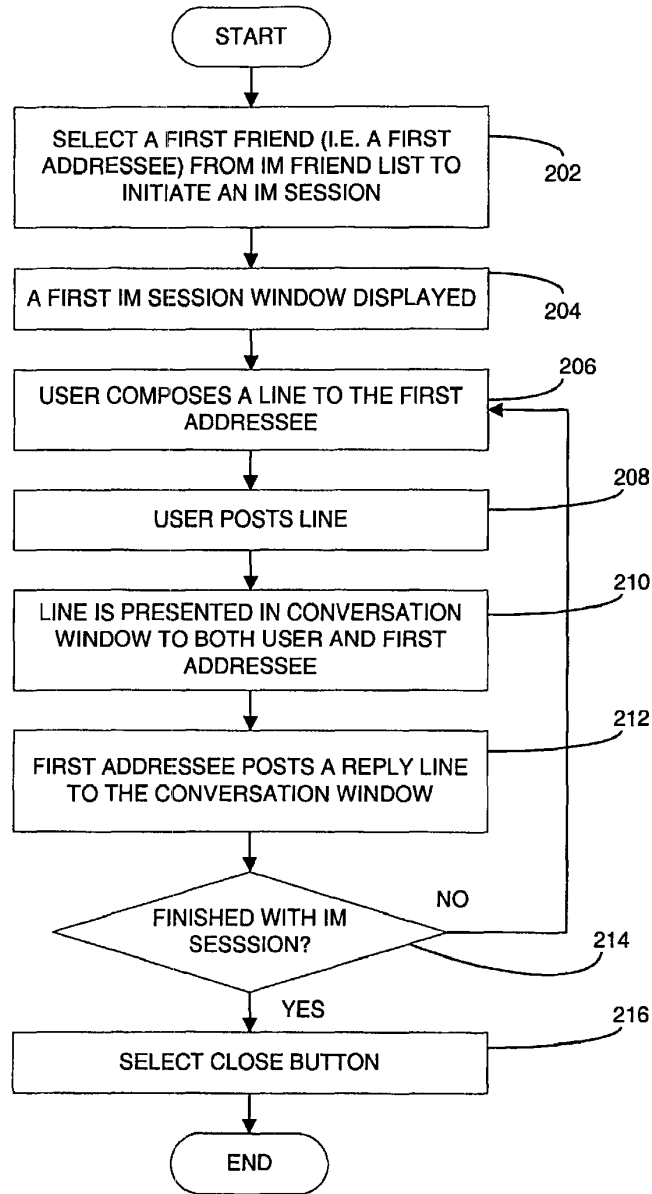 START
SELECT A FIRST FRIEND (I.E. A FIRST
ADDRESSEE) FROM IM FRIEND LIST TO
INITIATE AN IM SESSION
202
A FIRST IM SESSION WINDOW DISPLAYED
204
206
USER COMPOSES A LINE TO THE FIRST
ADDRESSEE
208
USER POSTS LINE
210
LINE IS PRESENTED IN CONVERSATION
WINDOW TO BOTH USER AND FIRST
ADDRESSEE
212
FIRST ADDRESSEE POSTS A REPLY LINE
TO THE CONVERSATION WINDOW
NO
FINISHED WITH IM
SESSSION?
214
YES
216
SELECT CLOSE BUTTON
END